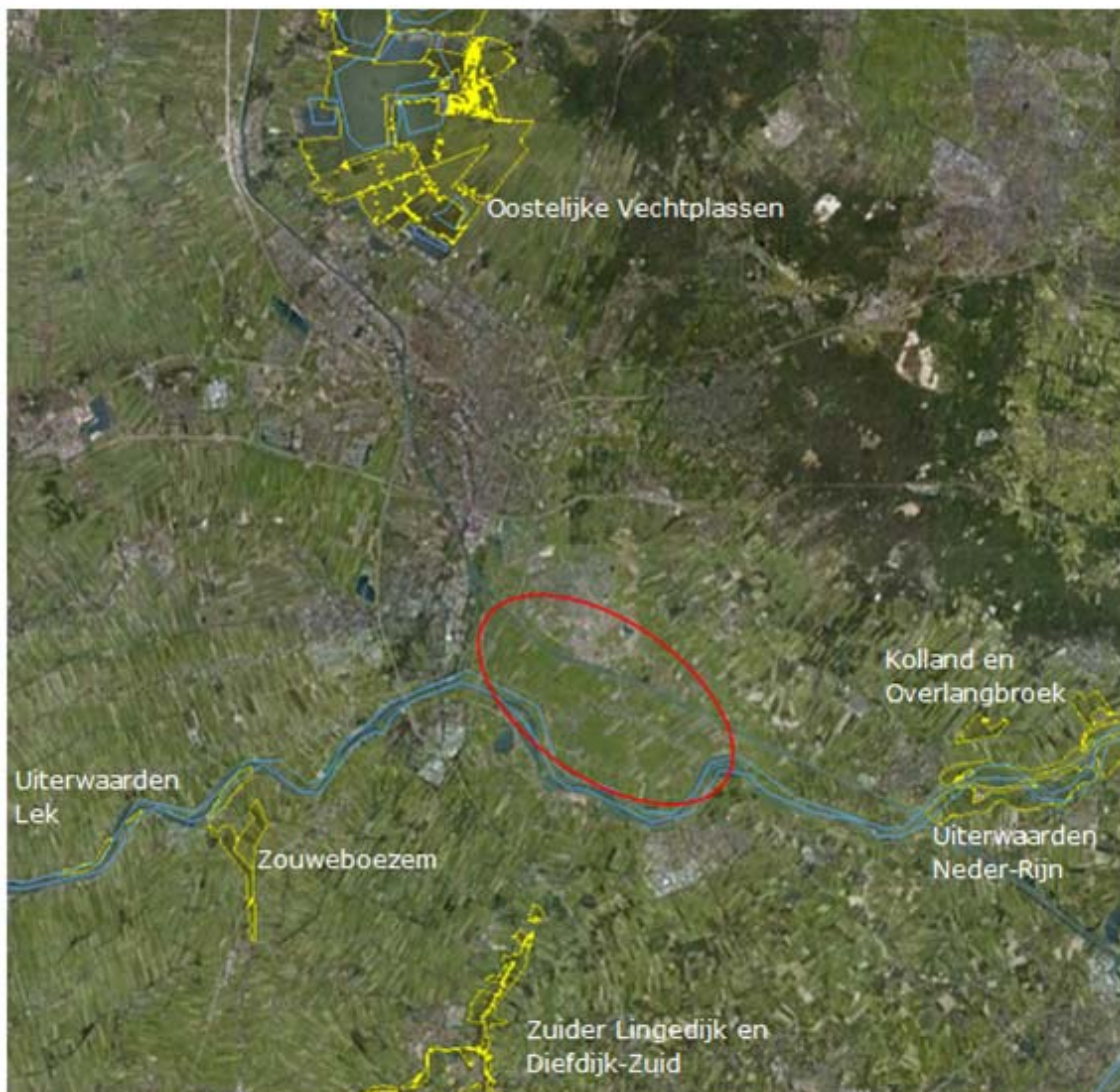 Oostelijke Vechtplassen
Kolland en
Overlangbroek
Uiterwaarden
Lek
Zouweboezem
Uiterwaarden
Neder-Rijn
Zuider Lingedijk en
Diefdijk-Zuid